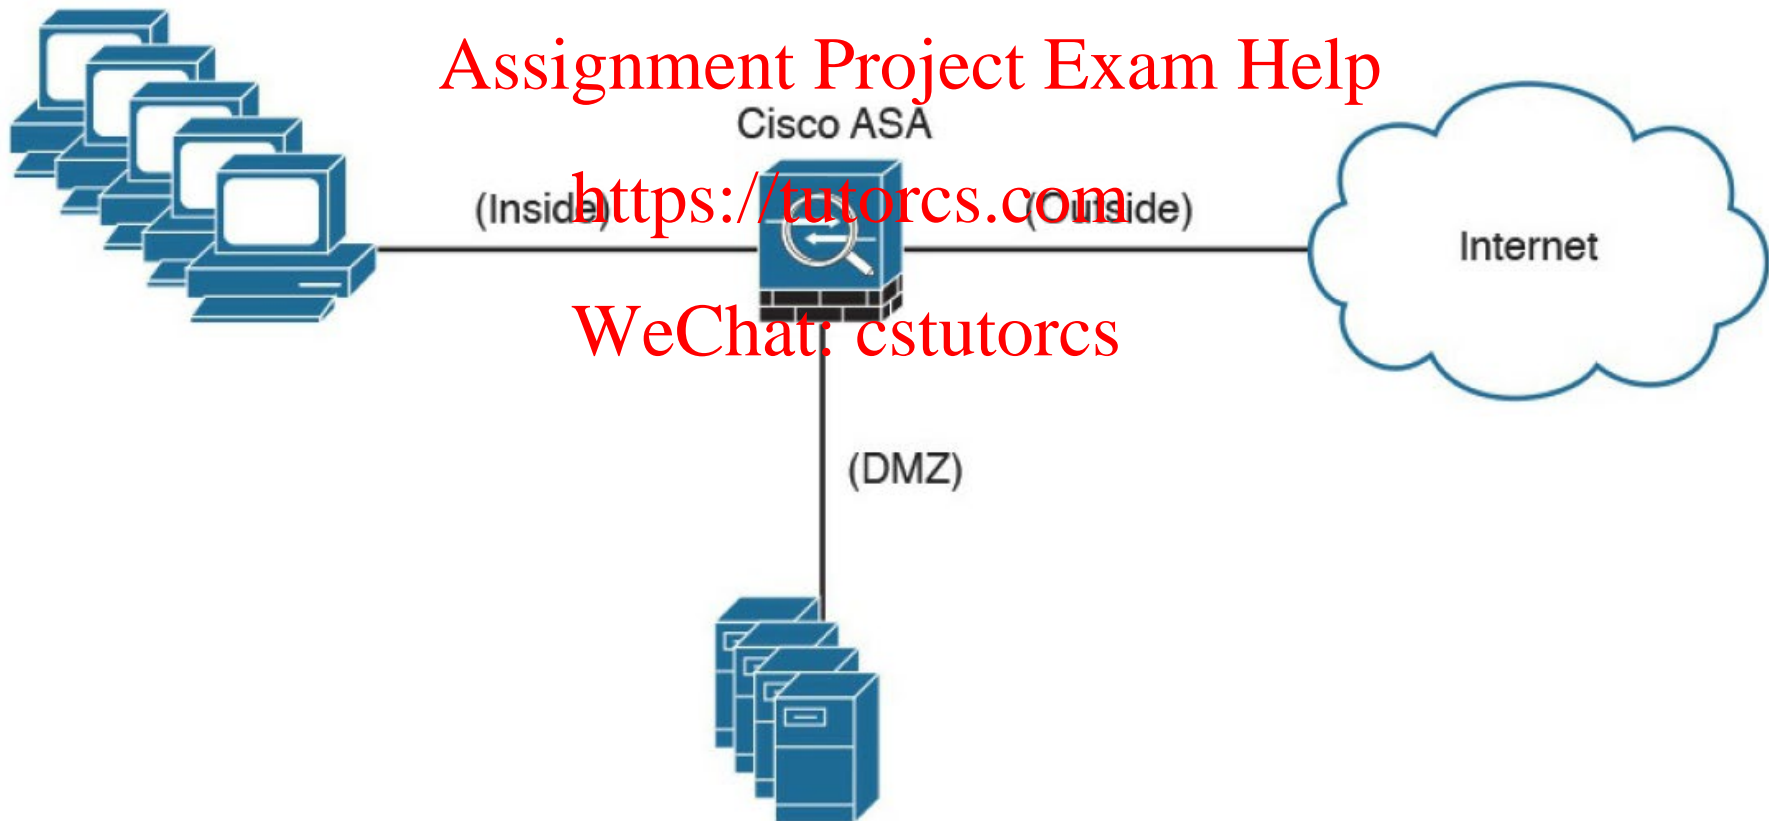 Assignment Project Exam Help
Cisco ASA
(Inside)
https://tutorcs.com
(Outside)
Internet
WeChat: cstutorcs
(DMZ)